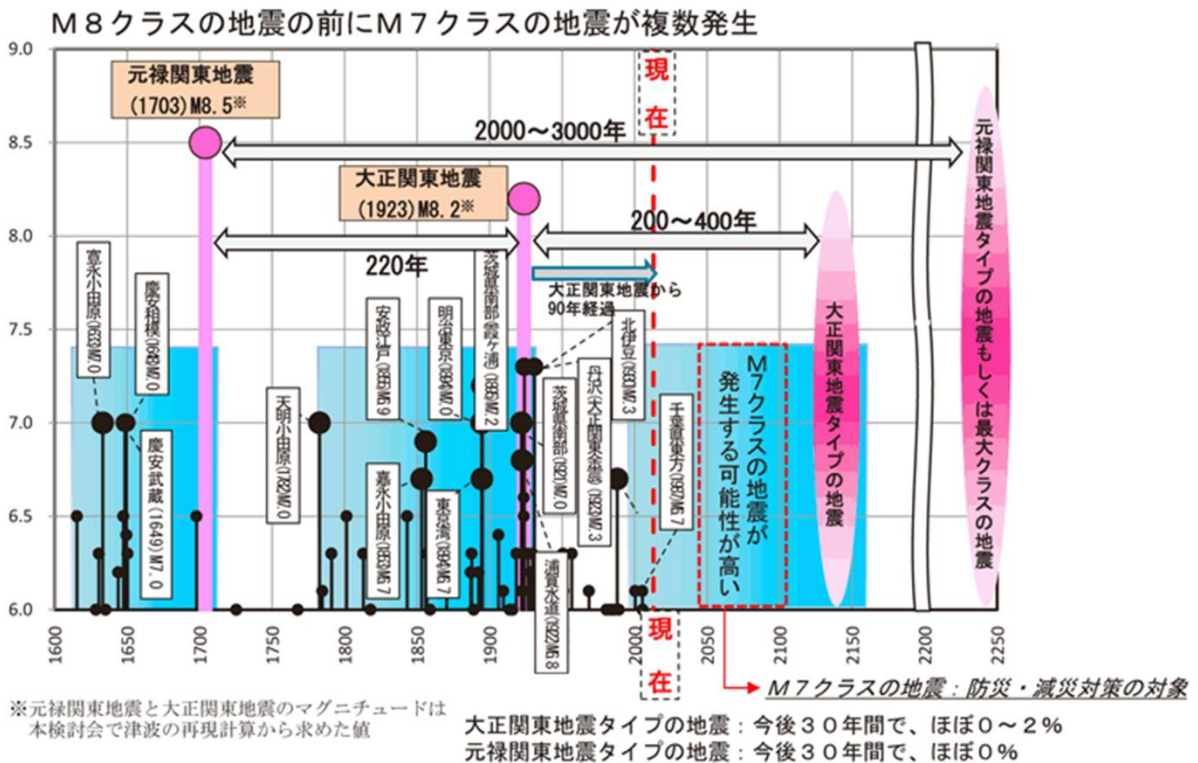 M8クラスの地震の前にM7クラスの地震が複数発生
9.0
8.5
8.0
7.5
7.0
6.5
6.0
元禄関東地震
(1703)M8.5※
現在
2000～3000年
大正関東地震
(1923)M8.2※
220年
200～400年
大正関東地震から
90年経過
寛永小田原(1633)M7.0
慶安相模(1648)M7.0
慶安武蔵(1649)M7.0
天明小田原(1782)M7.0
安政江戸(1855)M6.9
嘉永小田原(1853)M6.7
明治東京(1894)M7.0
東京湾(1894)M6.7
茨城県南部(霞ヶ浦)(1895)M7.2
茨城県南部(1921)M7.0
浦賀水道(1922)M6.8
丹沢(大正関東余震)(1923)M7.3
北伊豆(1930)M7.3
千葉県東方(1987)M6.7
M7クラスの地震が
発生する可能性が高い
大正関東地震タイプの地震
元禄関東地震タイプの地震もしくは最大クラスの地震
1600
1650
1700
1750
1800
1850
1900
1950
2000
2050
2100
2150
2200
2250
現在
M7クラスの地震：防災・減災対策の対象
※元禄関東地震と大正関東地震のマグニチュードは
本検討会で津波の再現計算から求めた値
大正関東地震タイプの地震：今後30年間で、ほぼ0～2%
元禄関東地震タイプの地震：今後30年間で、ほぼ0%